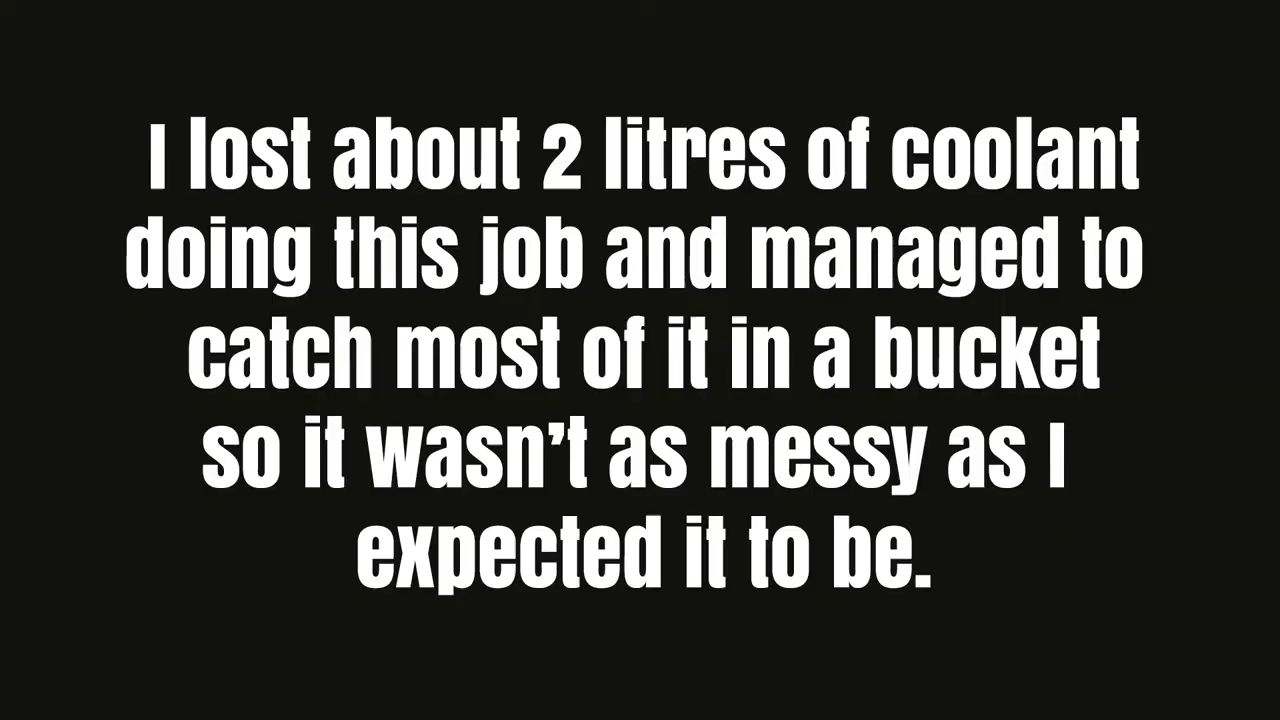 I lost about 2 litres of coolant
doing this job and managed to
catch most of it in a bucket
so it wasn’t as messy as I
expected it to be.